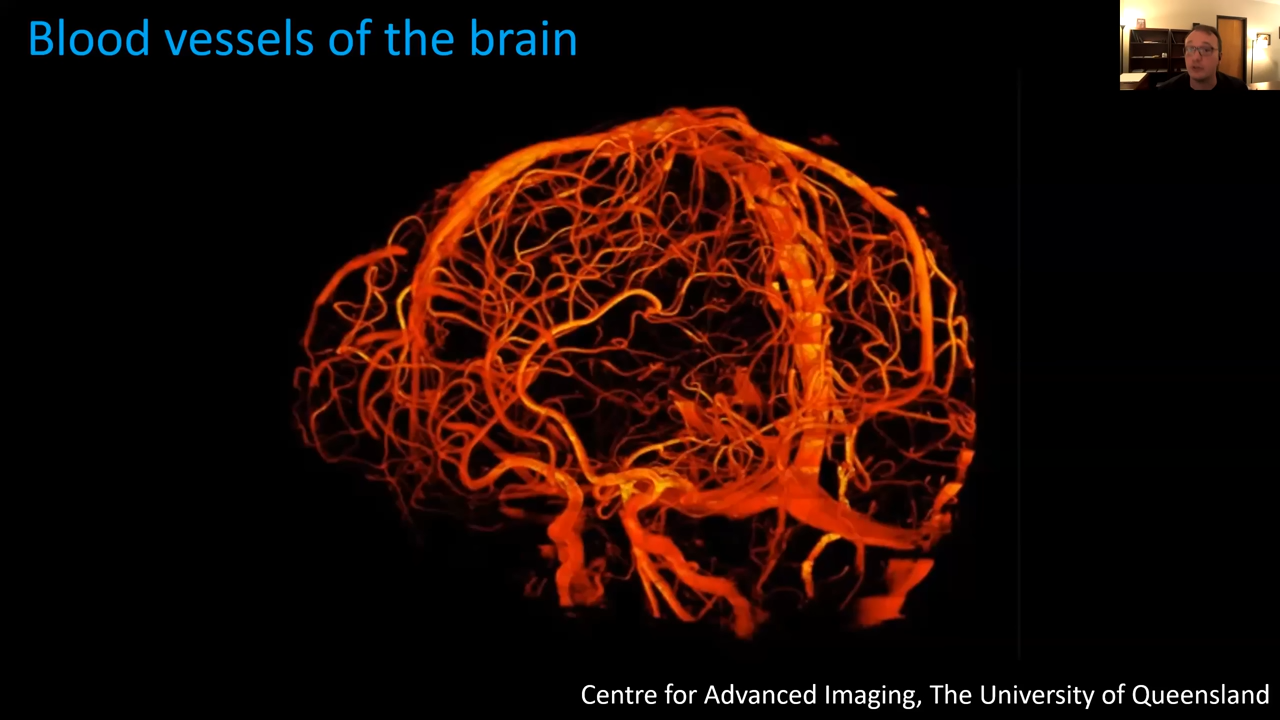 Blood vessels of the brain
Centre for Advanced Imaging, The University of Queensland